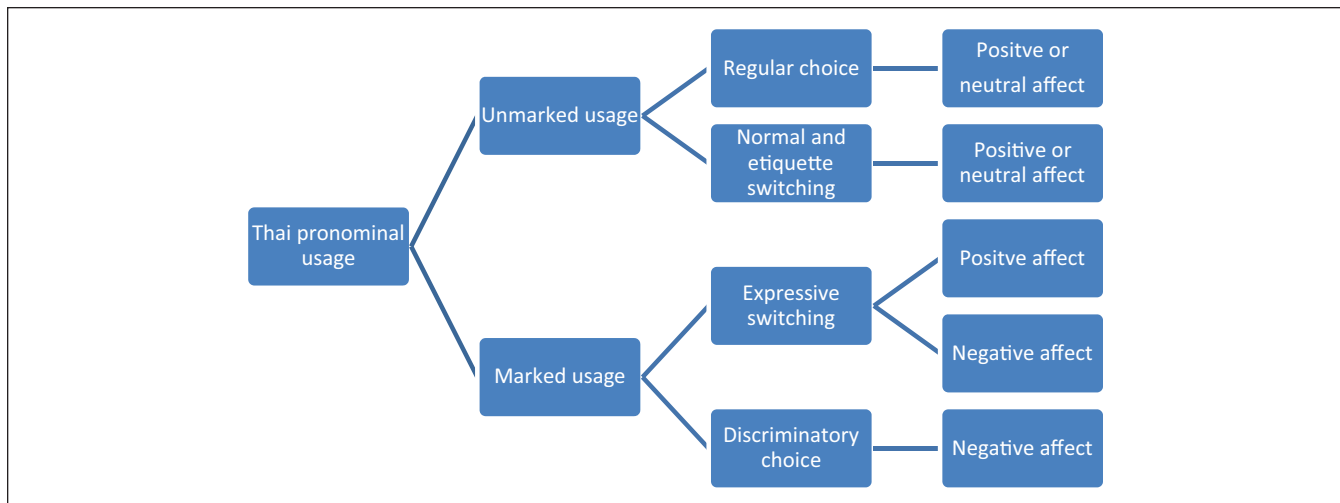 Thai pronominal
usage
Unmarked usage
Regular choice
Positve or
neutral affect
Normal and
etiquette
switching
Positive or
neutral affect
Marked usage
Expressive
switching
Positve affect
Negative affect
Discriminatory
choice
Negative affect